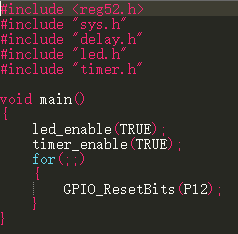 #include <reg52.h>
#include "sys.h"
#include "delay.h"
#include "led.h"
#include "timer.h"
void main()
{
led_enable(TRUE);
timer_enable(TRUE);
for(;;)
{
GPIO_ResetBits(P12);
}
}